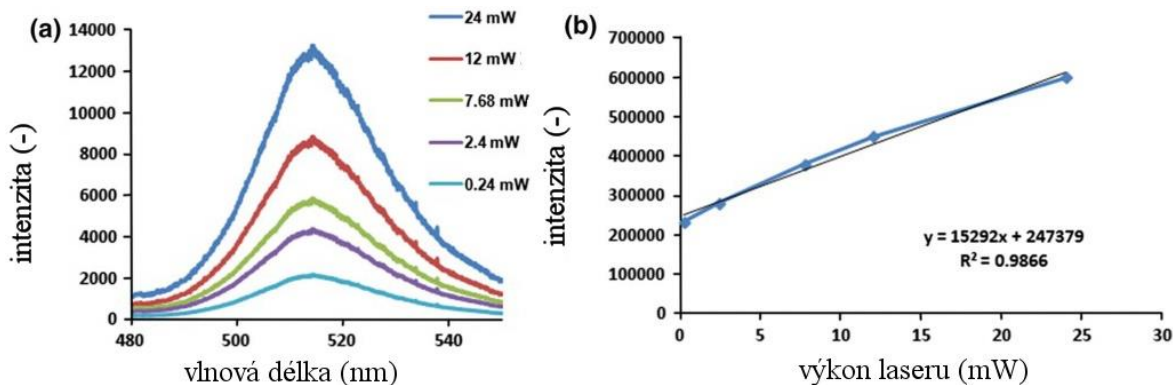 (a)
24 mW
12 mW
7.68 mW
2.4 mW
0.24 mW
14000
12000
10000
8000
6000
4000
2000
0
480
500
520
540
intenzita (-)
vlnová délka (nm)
(b)
700000
600000
500000
400000
300000
200000
100000
0
0
5
10
15
20
25
30
y = 15292x + 247379
R² = 0.9866
intenzita (-)
výkon laseru (mW)